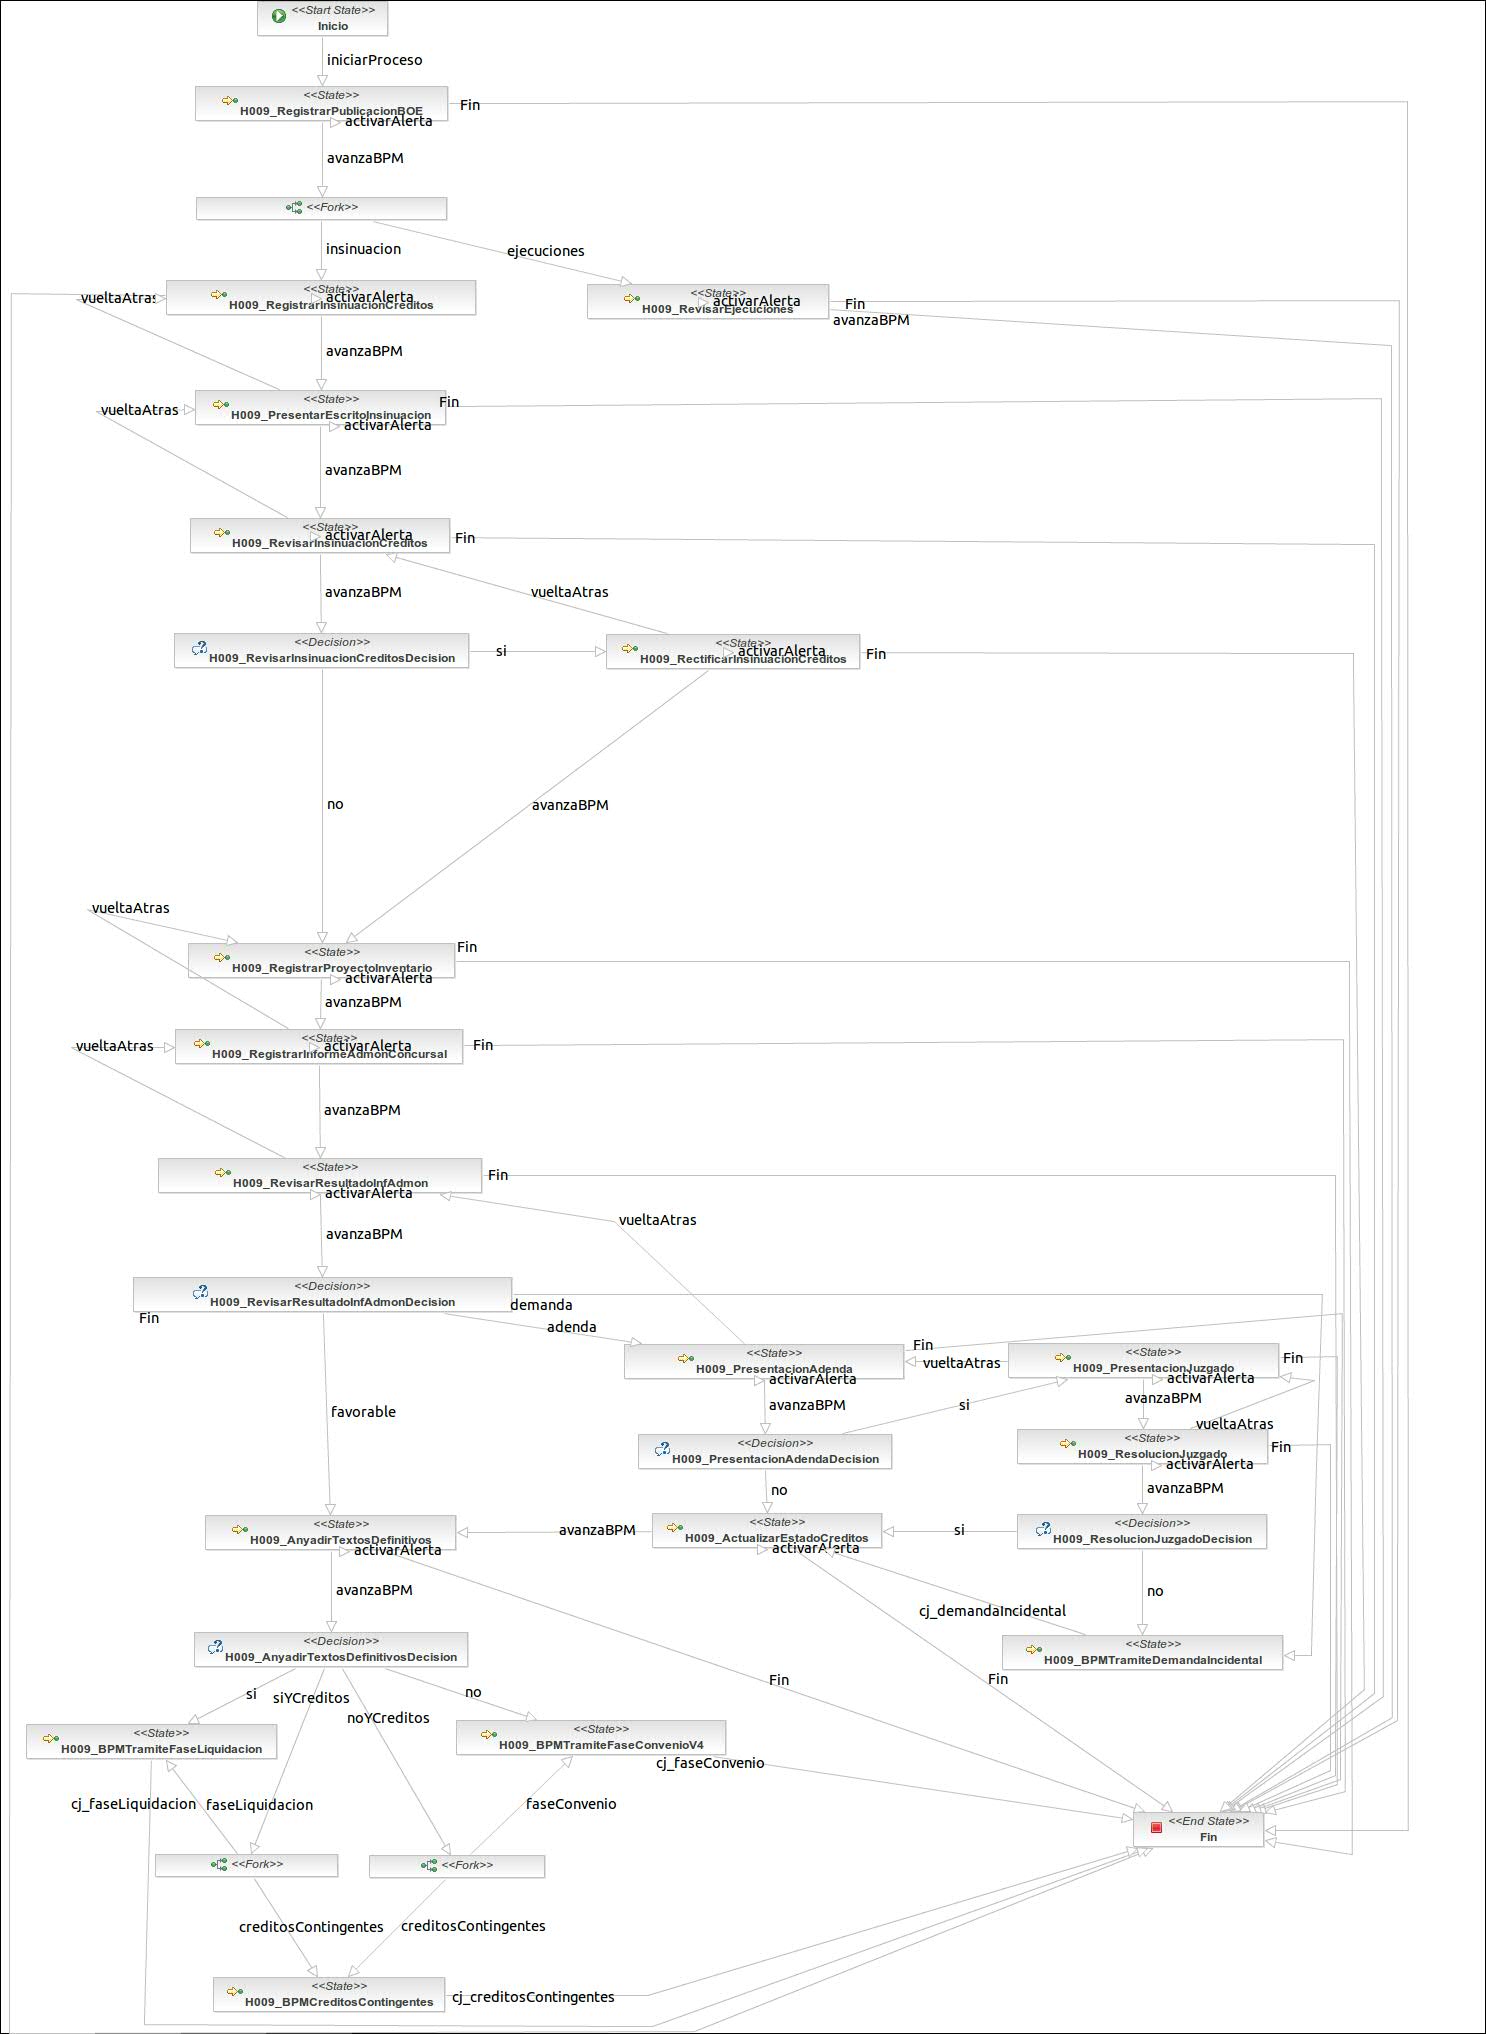 <<Start State>>
Inicio
iniciarProceso
<<State>>
H009_RegistrarPublicacionBOE
Fin
activarAlerta
avanzaBPM
<<Fork>>
insinuacion
ejecuciones
<<State>>
H009_RegistrarInsinuacionCreditos
activarAlerta
vueltaAtras
<<State>>
H009_RevisarEjecuciones
activarAlerta
Fin
avanzaBPM
avanzaBPM
<<State>>
H009_PresentarEscritoInsinuacion
Fin
vueltaAtras
activarAlerta
avanzaBPM
<<State>>
H009_RevisarInsinuacionCreditos
activarAlerta
Fin
avanzaBPM
vueltaAtras
<<Decision>>
H009_RevisarInsinuacionCreditosDecision
si
<<State>>
H009_RectificarInsinuacionCreditos
activarAlerta
Fin
no
avanzaBPM
vueltaAtras
<<State>>
H009_RegistrarProyectoInventario
Fin
activarAlerta
avanzaBPM
<<State>>
H009_RegistrarInformeAdmonConcursal
activarAlerta
vueltaAtras
Fin
avanzaBPM
<<State>>
H009_RevisarResultadoInfAdmon
Fin
activarAlerta
vueltaAtras
avanzaBPM
<<Decision>>
H009_RevisarResultadoInfAdmonDecision
demanda
Fin
adenda
<<State>>
H009_PresentacionAdenda
Fin
vueltaAtras
activarAlerta
<<State>>
H009_PresentacionJuzgado
Fin
activarAlerta
avanzaBPM
avanzaBPM
favorable
si
vueltaAtras
<<Decision>>
H009_PresentacionAdendaDecision
<<State>>
H009_ResolucionJuzgado
Fin
activarAlerta
no
avanzaBPM
<<State>>
H009_AnyadirTextosDefinitivos
activarAlerta
avanzaBPM
<<State>>
H009_ActualizarEstadoCreditos
activarAlerta
si
<<Decision>>
H009_ResolucionJuzgadoDecision
avanzaBPM
no
cj_demandaIncidental
<<Decision>>
H009_AnyadirTextosDefinitivosDecision
<<State>>
H009_BPMTramiteDemandaIncidental
Fin
Fin
si
siYCreditos
noYCreditos
no
<<State>>
H009_BPMTramiteFaseLiquidacion
<<State>>
H009_BPMTramiteFaseConvenioV4
cj_faseConvenio
cj_faseLiquidacion
faseLiquidacion
faseConvenio
<<End State>>
Fin
<<Fork>>
<<Fork>>
creditosContingentes
creditosContingentes
<<State>>
H009_BPMCreditosContingentes
cj_creditosContingentes